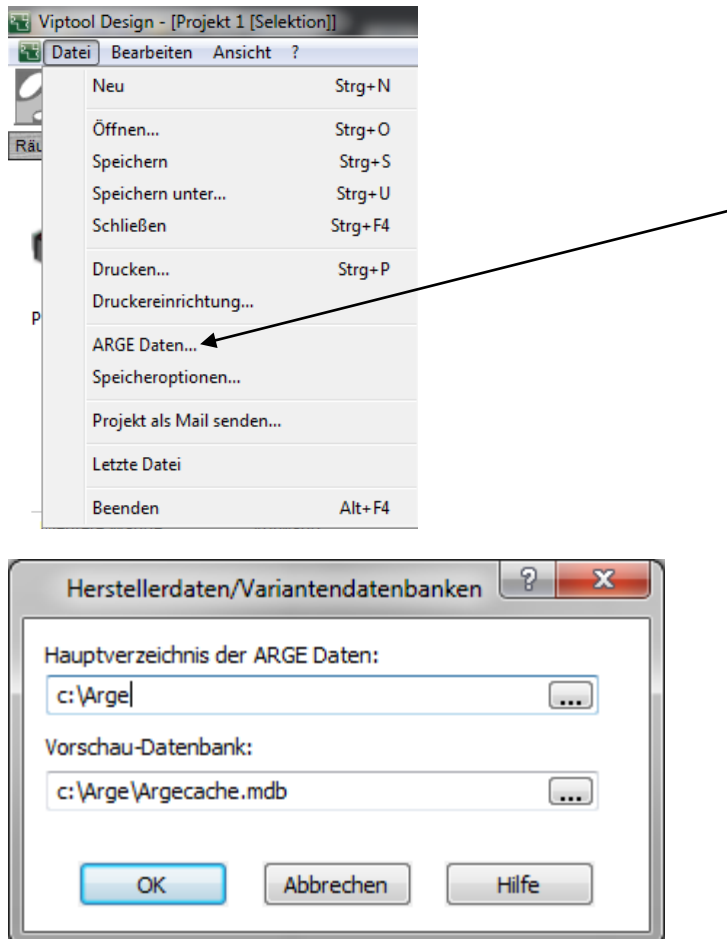 Viptool Design - [Projekt 1 [Selektion]]
Datei Bearbeiten Ansicht ?
Neu Strg+N
Öffnen... Strg+O
Räu
Speichern Strg+S
Speichern unter... Strg+U
Schließen Strg+F4
Drucken... Strg+P
Druckereinrichtung...
P
ARGE Daten...
Speicheroptionen...
Projekt als Mail senden...
Letzte Datei
Beenden Alt+F4
Herstellerdaten/Variantendatenbanken ? x
Hauptverzeichnis der ARGE Daten:
c:\Arge ...
Vorschau-Datenbank:
c:\Arge\Argecache.mdb ...
OK Abbrechen Hilfe